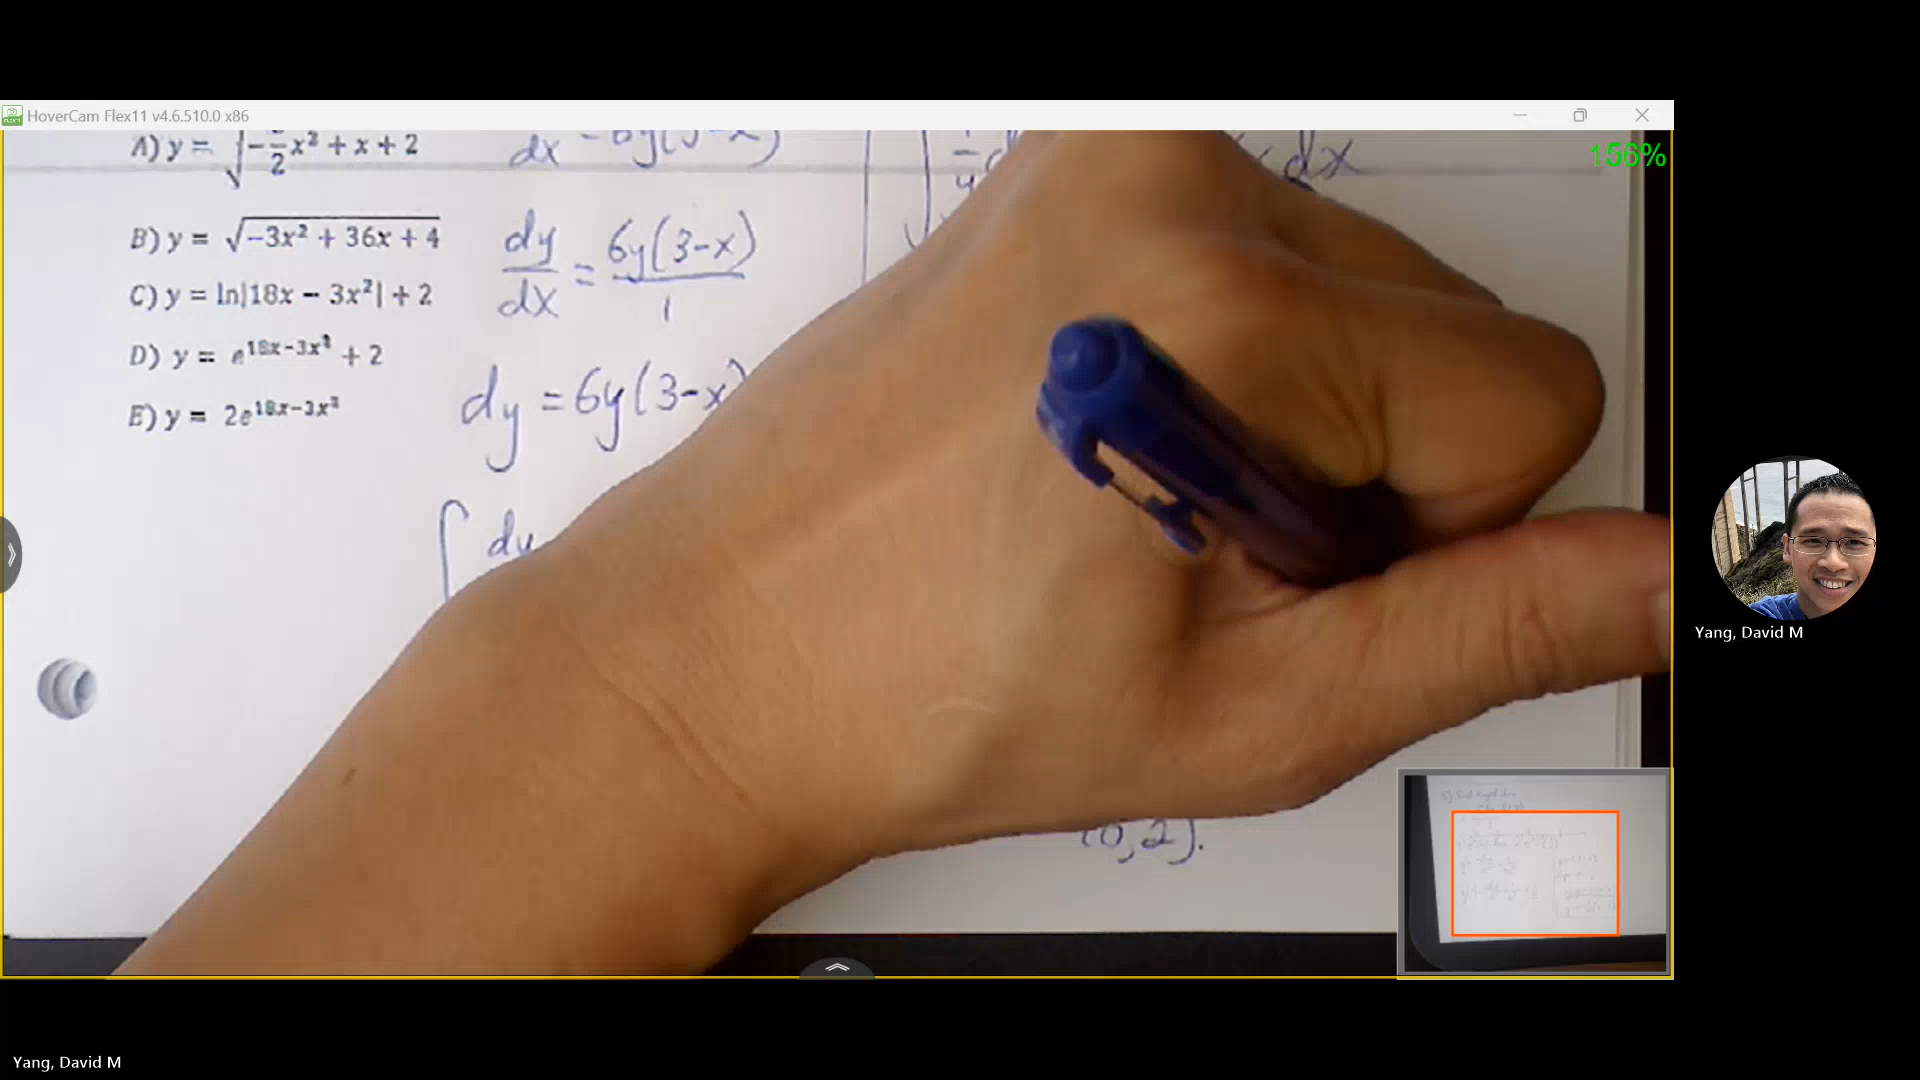 HoverCam Flex11 v4.6.510.0 x86
156%
A) y = √-½x² + x + 2
B) y = √-3x² + 36x + 4
C) y = ln|18x − 3x²| + 2
D) y = e^18x−3x² + 2
E) y = 2e^18x−3x²
dx
dx
dy/dx = 6y(3-x)/1
dy = 6y(3-x)
∫ dy
(0,2).
Yang, David M
Yang, David M